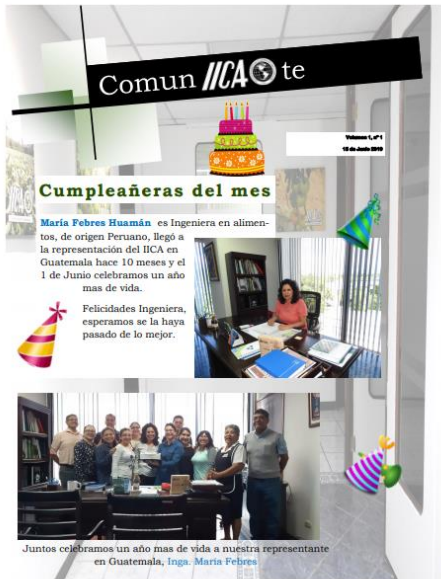 Comun IICA te
Volumen 1, nº 1
15 de Junio 2019
Cumpleañeras del mes
María Febres Huamán es Ingeniera en alimen-
tos, de origen Peruano, llegó a
la representación del IICA en
Guatemala hace 10 meses y el
1 de Junio celebramos un año
mas de vida.
Felicidades Ingeniera,
esperamos se la haya
pasado de lo mejor.
Juntos celebramos un año mas de vida a nuestra representante
en Guatemala, Inga. María Febres